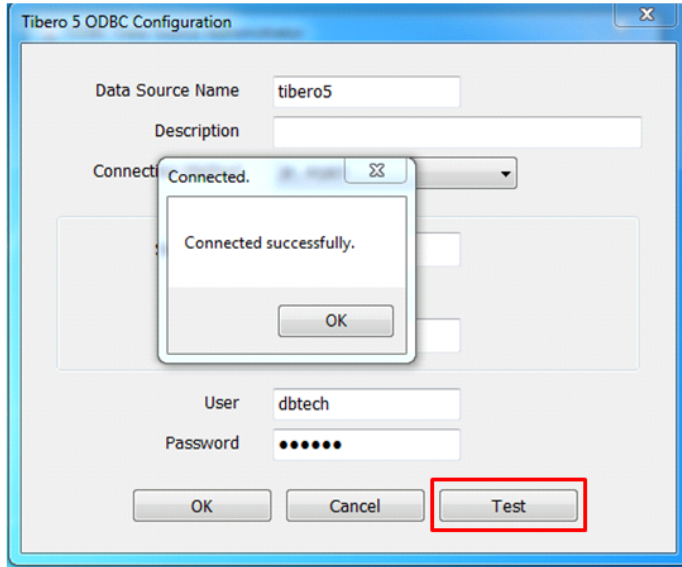 Tibero 5 ODBC Configuration
Data Source Name tibero5
Description
Connected.
Connected successfully.
OK
User dbtech
Password ••••••
OK Cancel Test